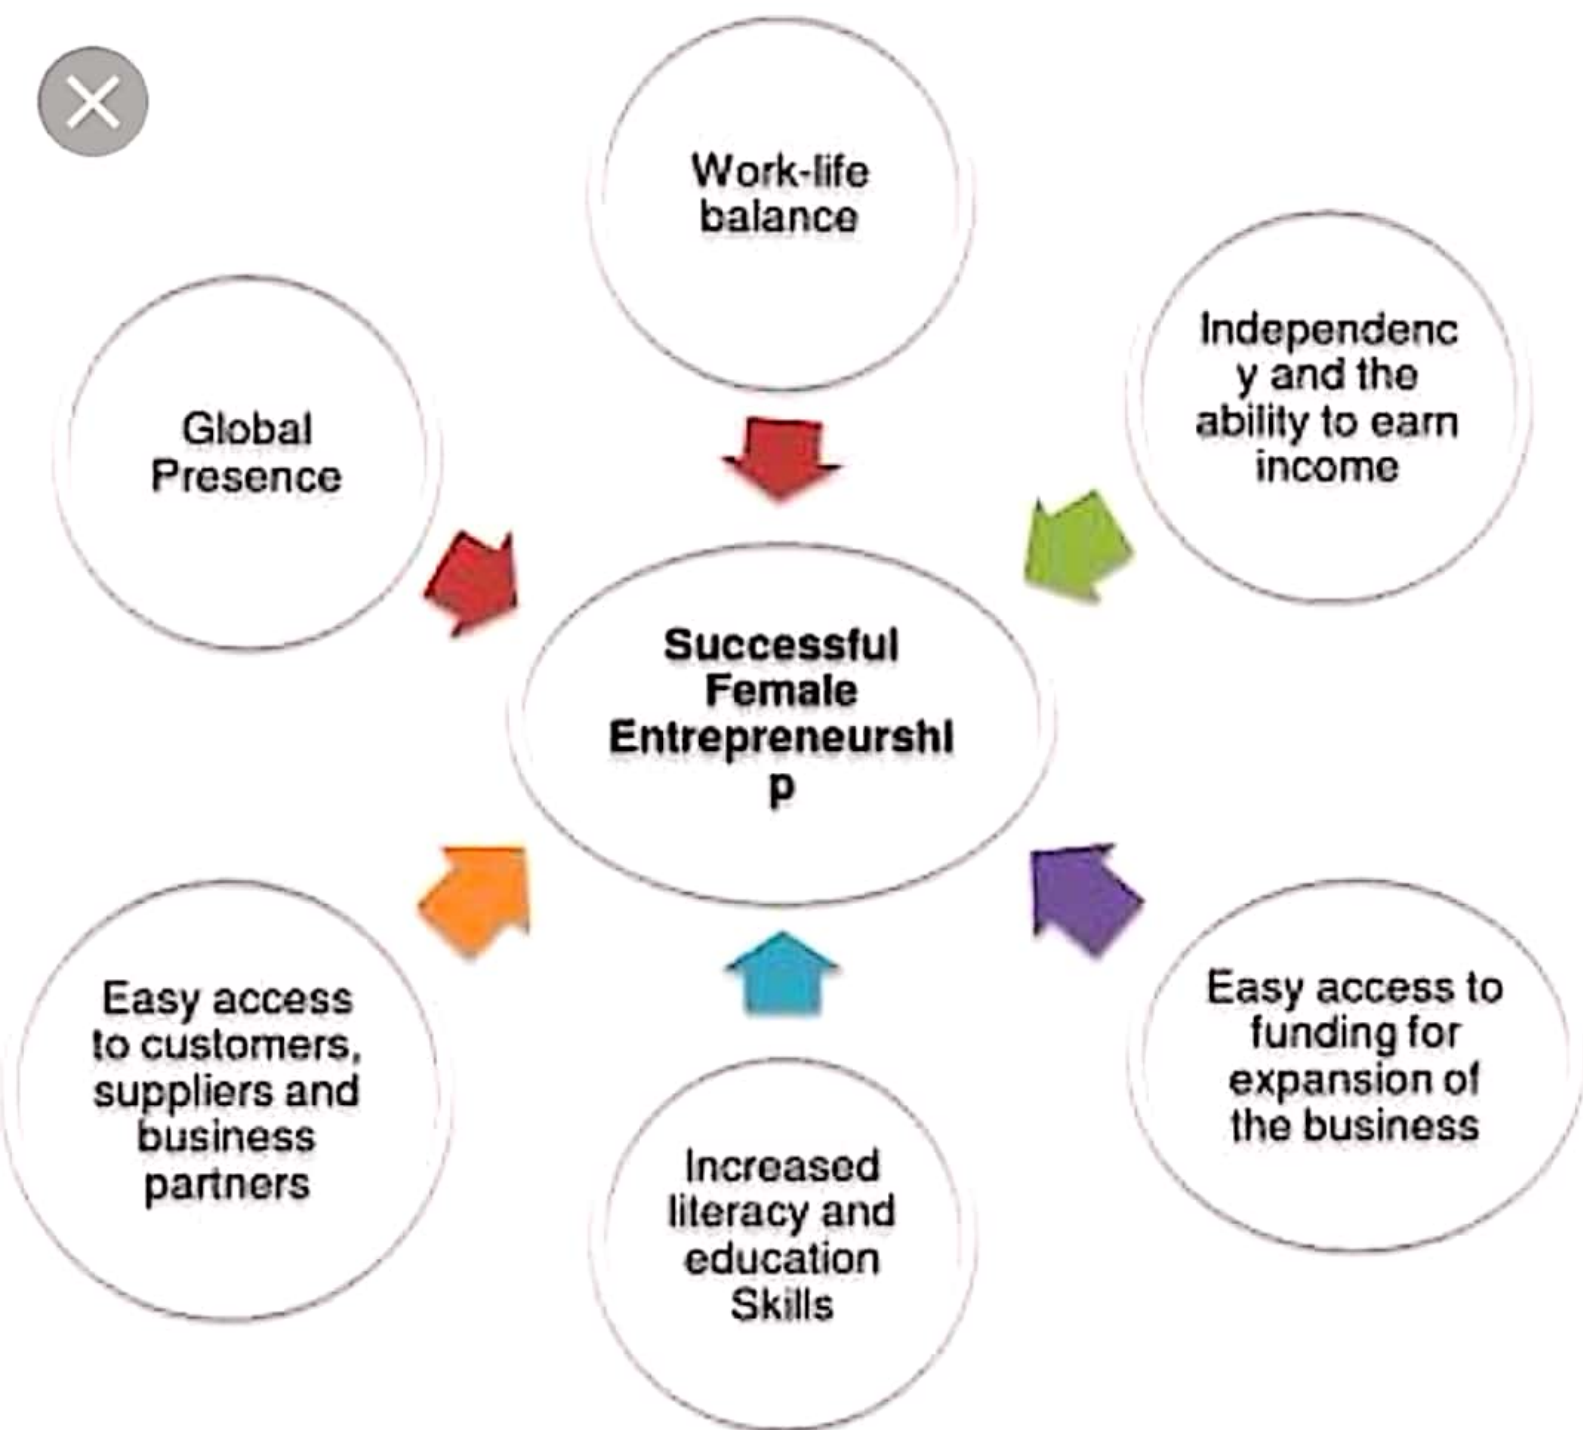 Work-life
balance
Independenc
y and the
ability to earn
income
Global
Presence
Successful
Female
Entrepreneurshi
p
Easy access
to customers,
suppliers and
business
partners
Increased
literacy and
education
Skills
Easy access to
funding for
expansion of
the business